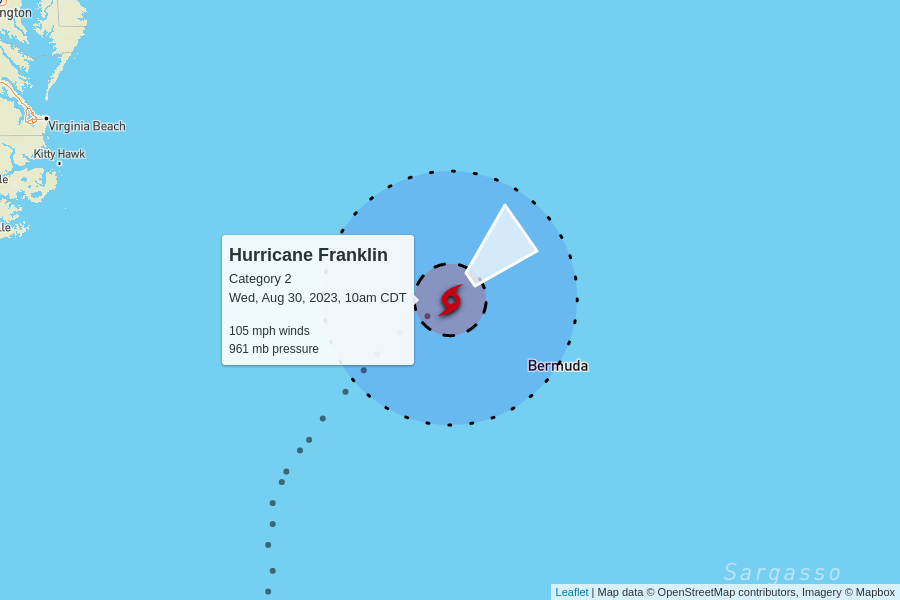 ngton
Virginia Beach
Kitty Hawk
le
lle
Hurricane Franklin
Category 2
Wed, Aug 30, 2023, 10am CDT
105 mph winds
961 mb pressure
Bermuda
Sargasso
Leaflet | Map data © OpenStreetMap contributors, Imagery © Mapbox